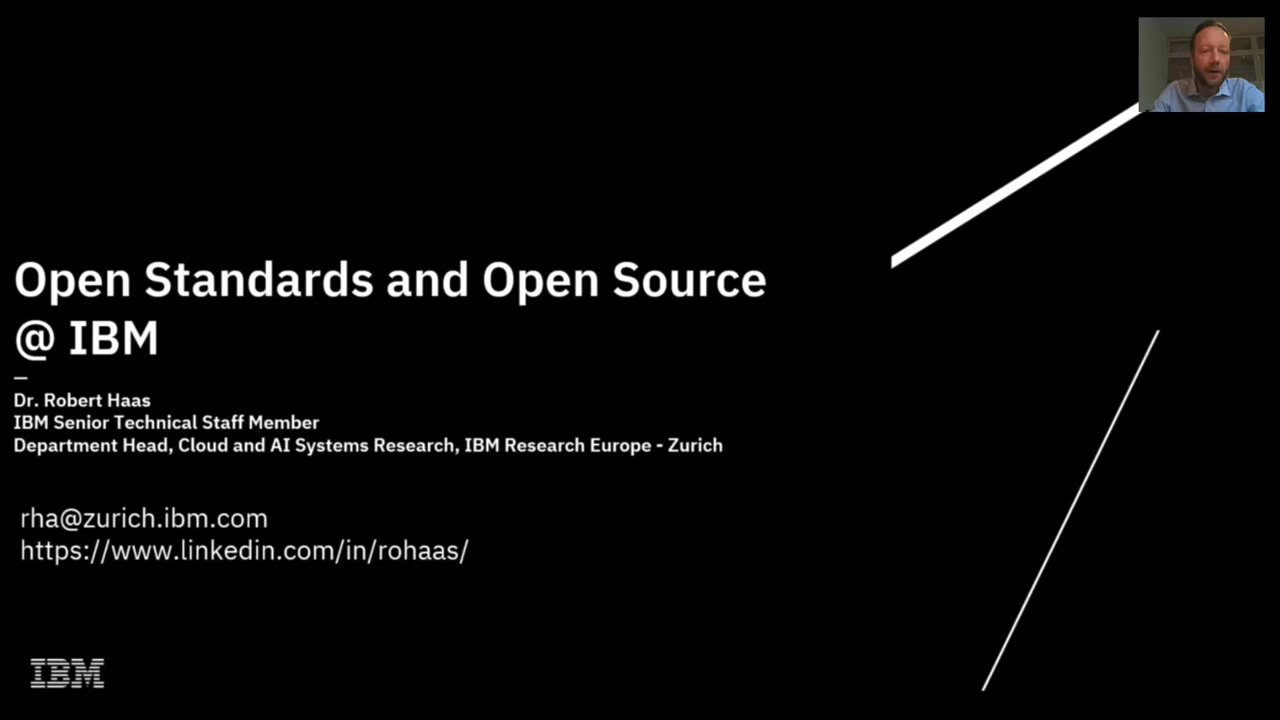 Open Standards and Open Source
@ IBM
Dr. Robert Haas
IBM Senior Technical Staff Member
Department Head, Cloud and AI Systems Research, IBM Research Europe - Zurich
rha@zurich.ibm.com
https://www.linkedin.com/in/rohaas/
IBM